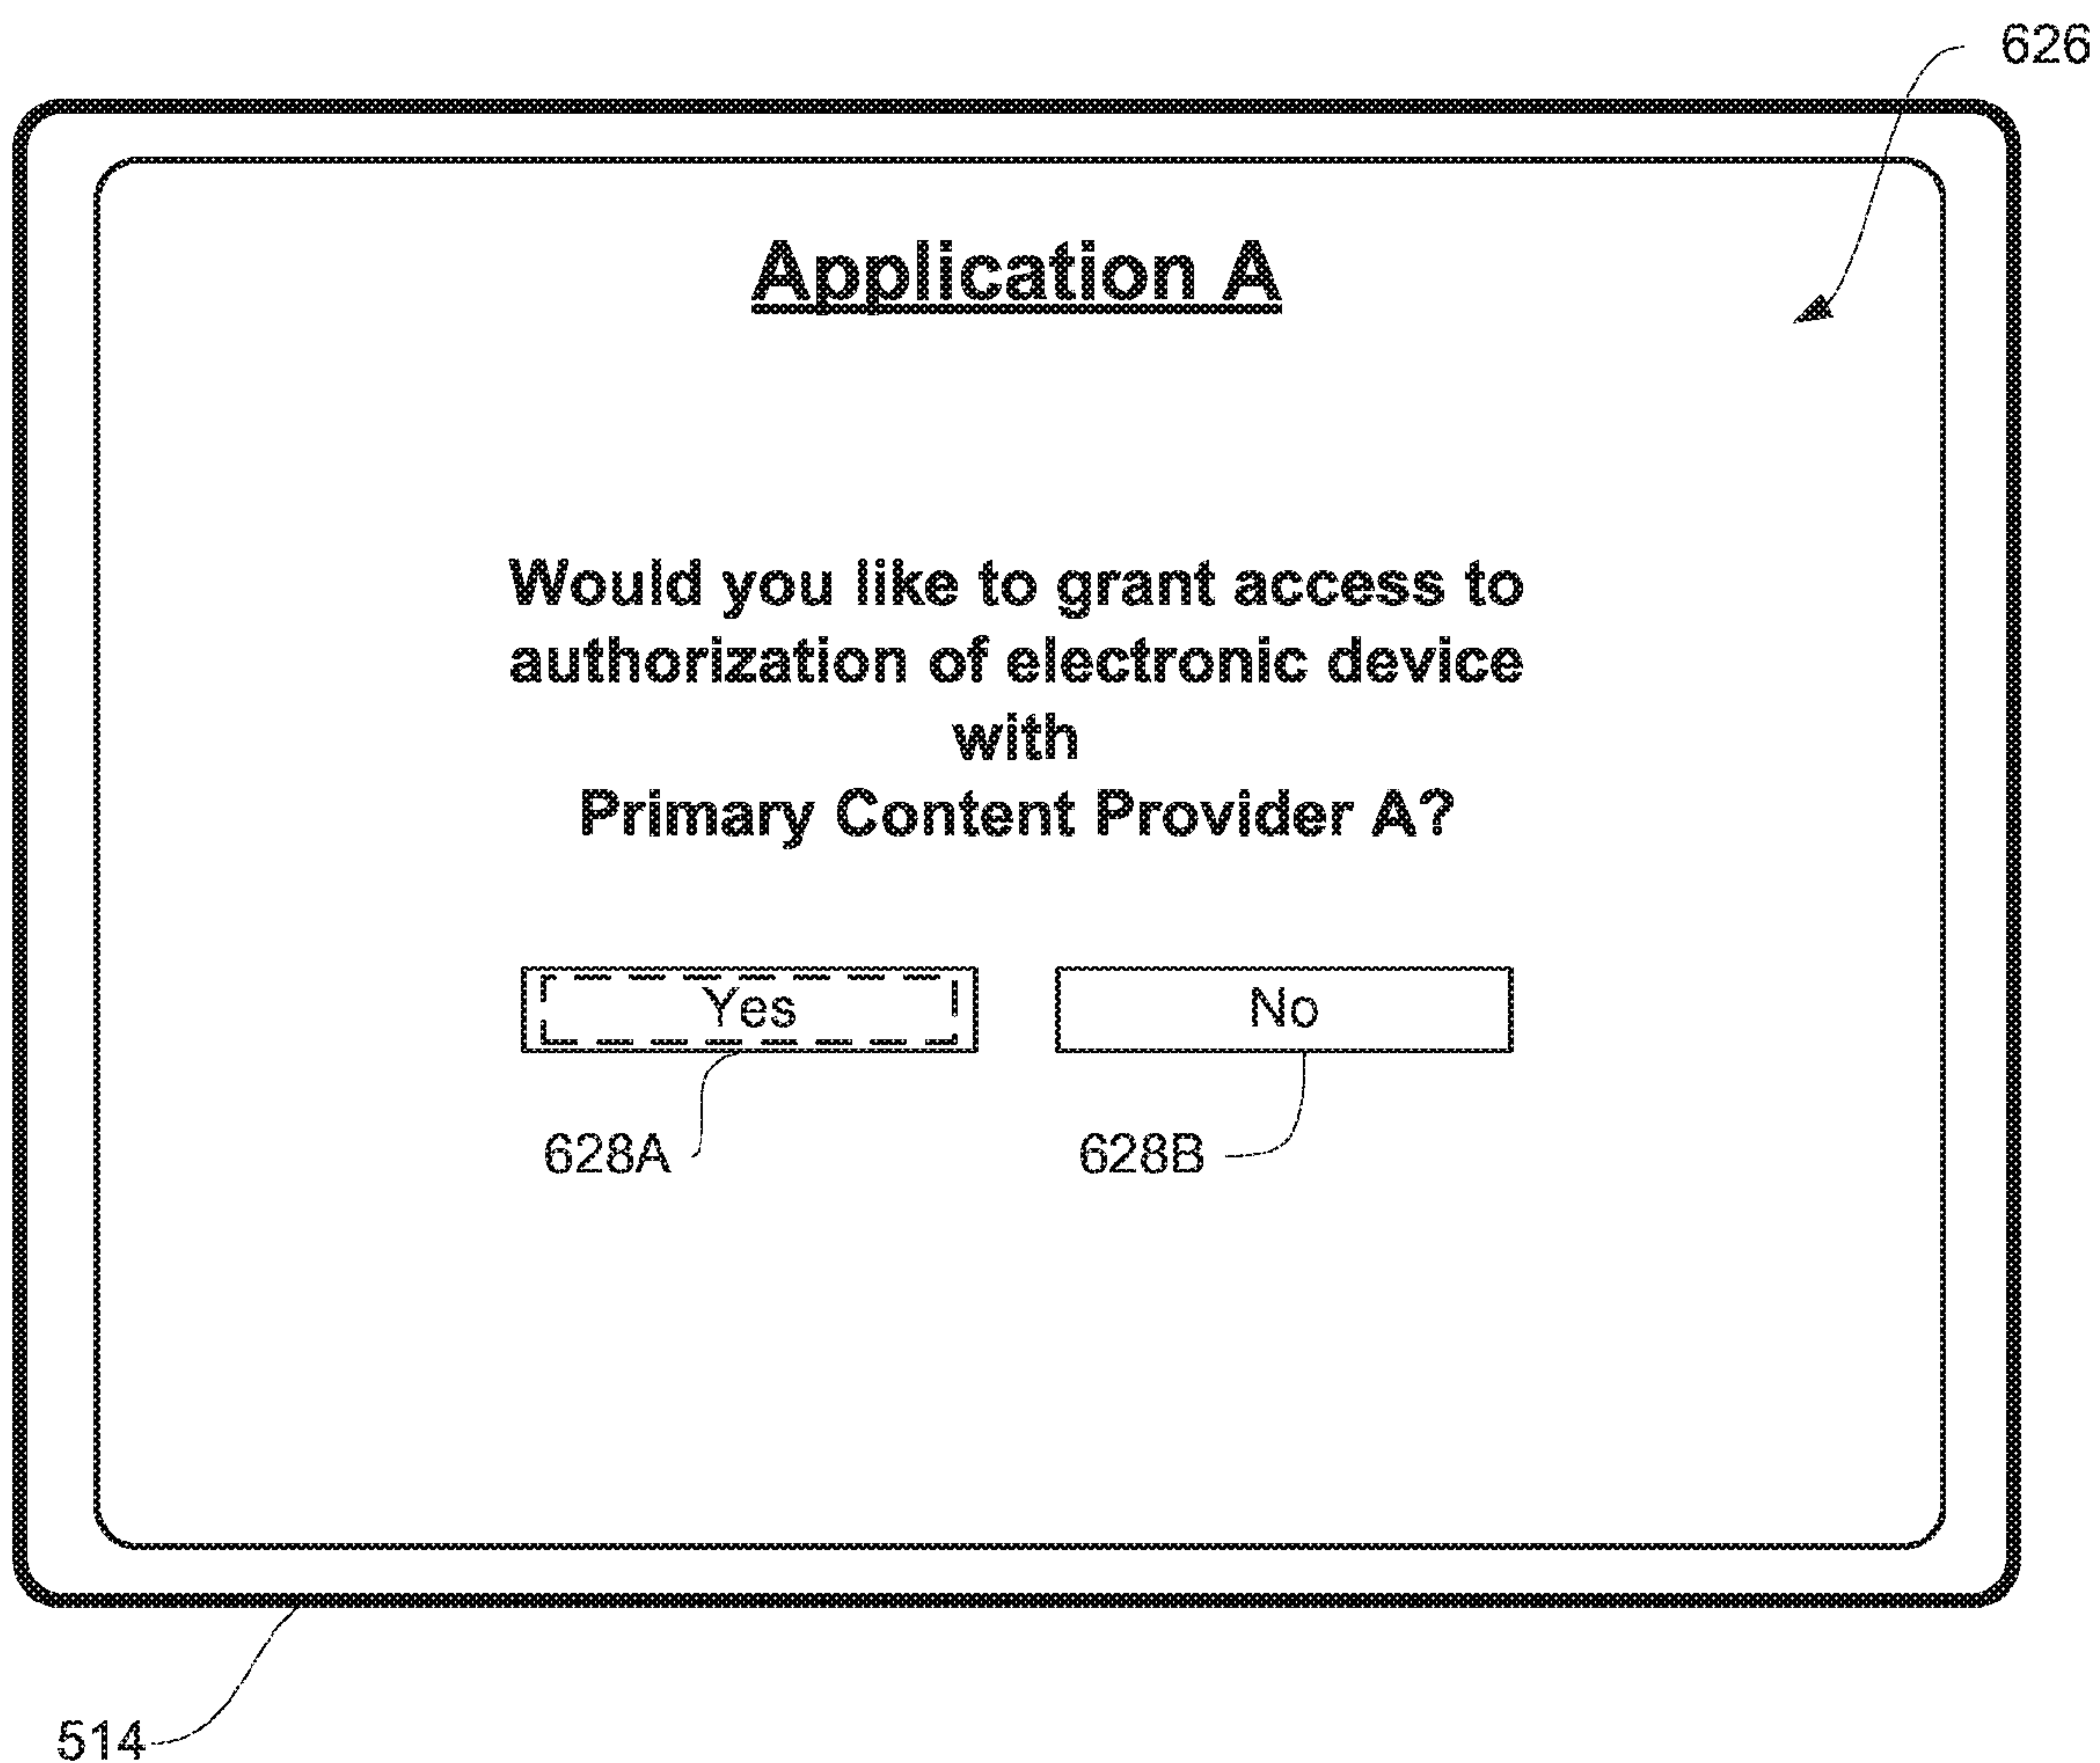 626
Application A
Would you like to grant access to
authorization of electronic device
with
Primary Content Provider A?
Yes No
628A 628B
514